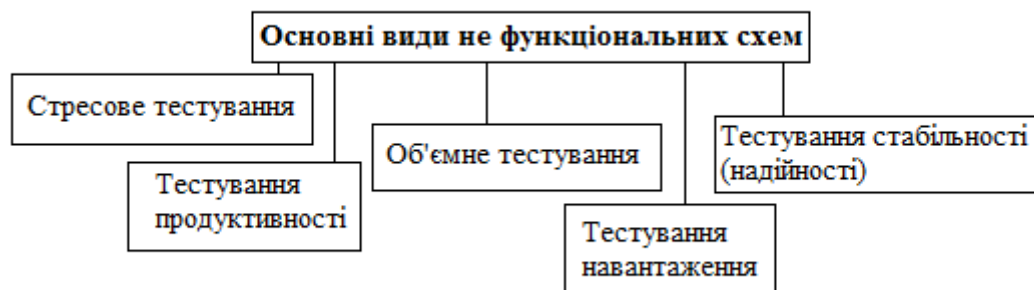 Основні види не функціональних схем
Стресове тестування
Тестування
продуктивності
Об'ємне тестування
Тестування
навантаження
Тестування стабільності
(надійності)